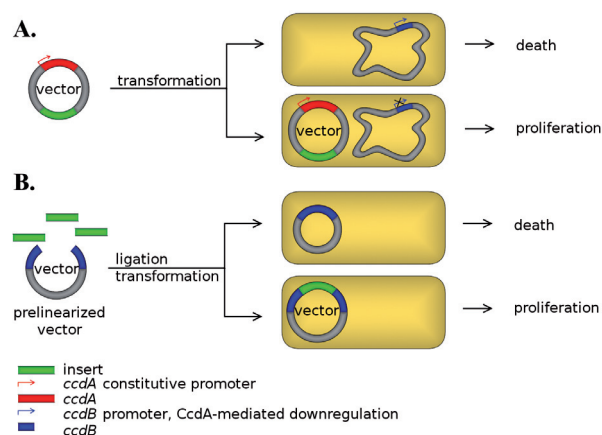 A.
vector
transformation
death
vector
proliferation
B.
vector
prelinearized
vector
ligation
transformation
death
vector
proliferation
insert
ccdA constitutive promoter
ccdA
ccdB promoter, CcdA-mediated downregulation
ccdB